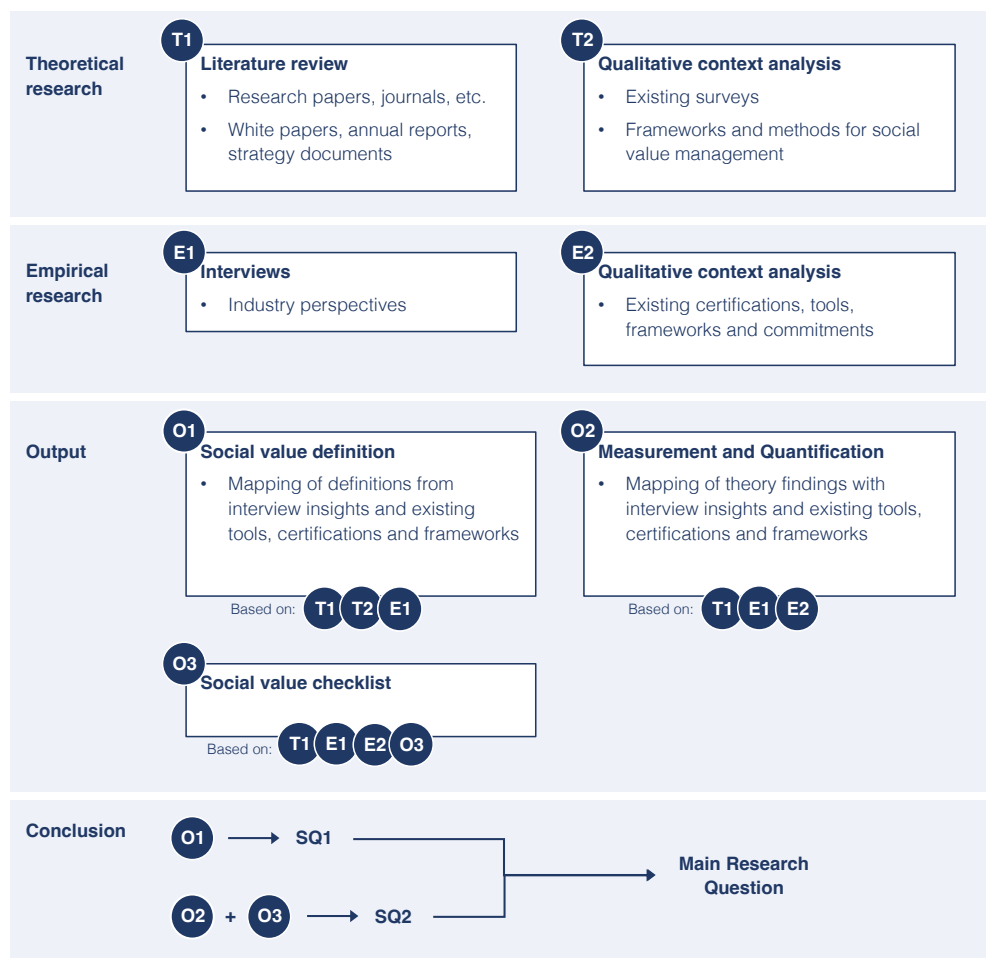 Theoretical
research
T1
Literature review
• Research papers, journals, etc.
• White papers, annual reports,
strategy documents
T2
Qualitative context analysis
• Existing surveys
• Frameworks and methods for social
value management
Empirical
research
E1
Interviews
• Industry perspectives
E2
Qualitative context analysis
• Existing certifications, tools,
frameworks and commitments
Output
O1
Social value definition
• Mapping of definitions from
interview insights and existing
tools, certifications and frameworks
Based on: T1 T2 E1
O2
Measurement and Quantification
• Mapping of theory findings with
interview insights and existing tools,
certifications and frameworks
Based on: T1 E1 E2
O3
Social value checklist
Based on: T1 E1 E2 O3
Conclusion
O1 SQ1
O2 + O3 SQ2
Main Research
Question